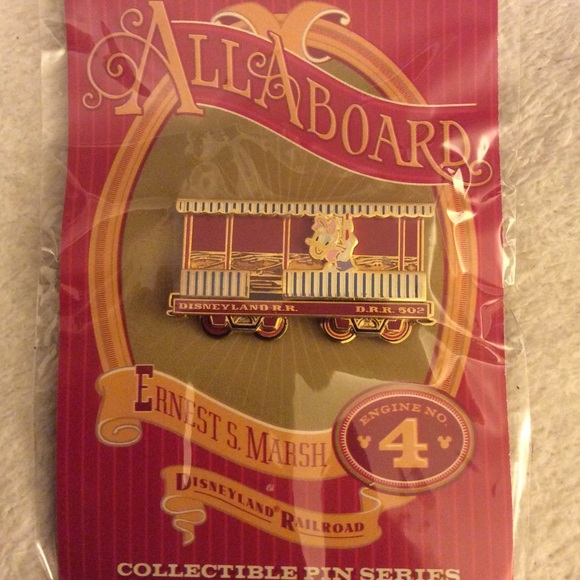 ALL ABOARD
DISNEYLAND R.R. D.R.R. 502
ERNEST S. MARSH
ENGINE NO.
4
DISNEYLAND® RAILROAD
COLLECTIBLE PIN SERIES